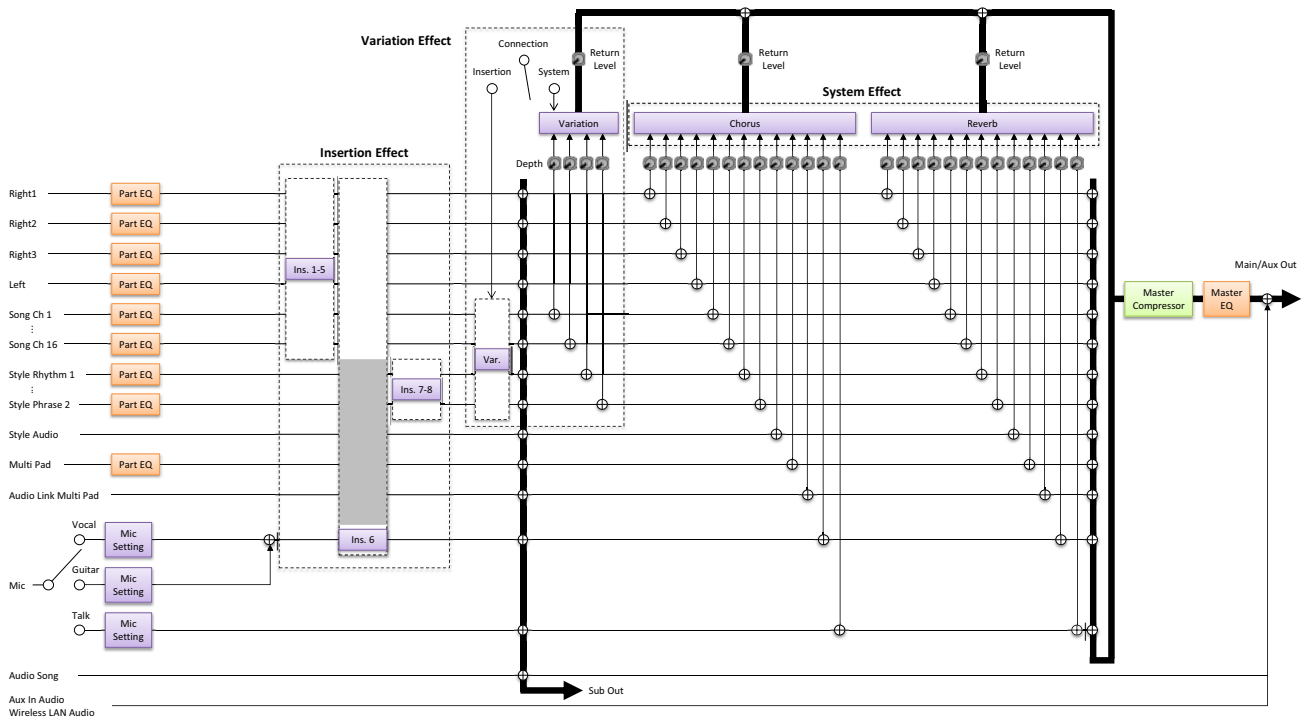 Variation Effect
Connection
Insertion
System
Return
Level
Return
Level
Return
Level
System Effect
Variation
Chorus
Reverb
Insertion Effect
Depth
Right1
Part EQ
Right2
Part EQ
Right3
Part EQ
Ins. 1-5
Left
Part EQ
Main/Aux Out
Master
Compressor
Master
EQ
Song Ch 1
Part EQ
⋮
Song Ch 16
Part EQ
Var.
Style Rhythm 1
Part EQ
⋮
Ins. 7-8
Style Phrase 2
Part EQ
Style Audio
Multi Pad
Part EQ
Audio Link Multi Pad
Vocal
Mic
Setting
Ins. 6
Mic
Guitar
Mic
Setting
Talk
Mic
Setting
Audio Song
Sub Out
Aux In Audio
Wireless LAN Audio